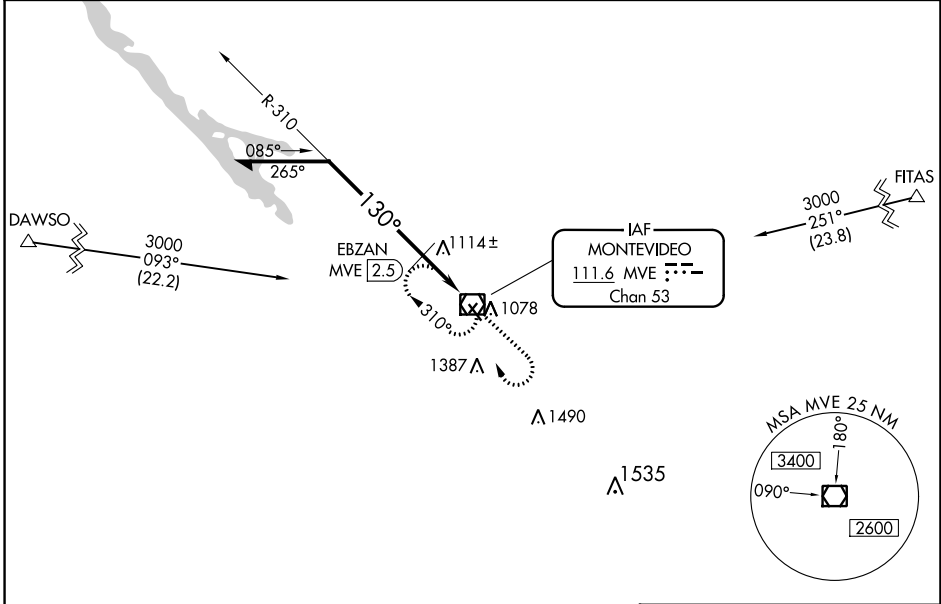 R-310
085°
265°
130°
DAWSO
3000
093°
(22.2)
EBZAN
MVE 2.5
1114±
IAF
MONTEVIDEO
111.6 MVE
Chan 53
FITAS
3000
251°
(23.8)
310°
1078
1387
1490
1535
MSA MVE 25 NM
180°
3400
090°
2600